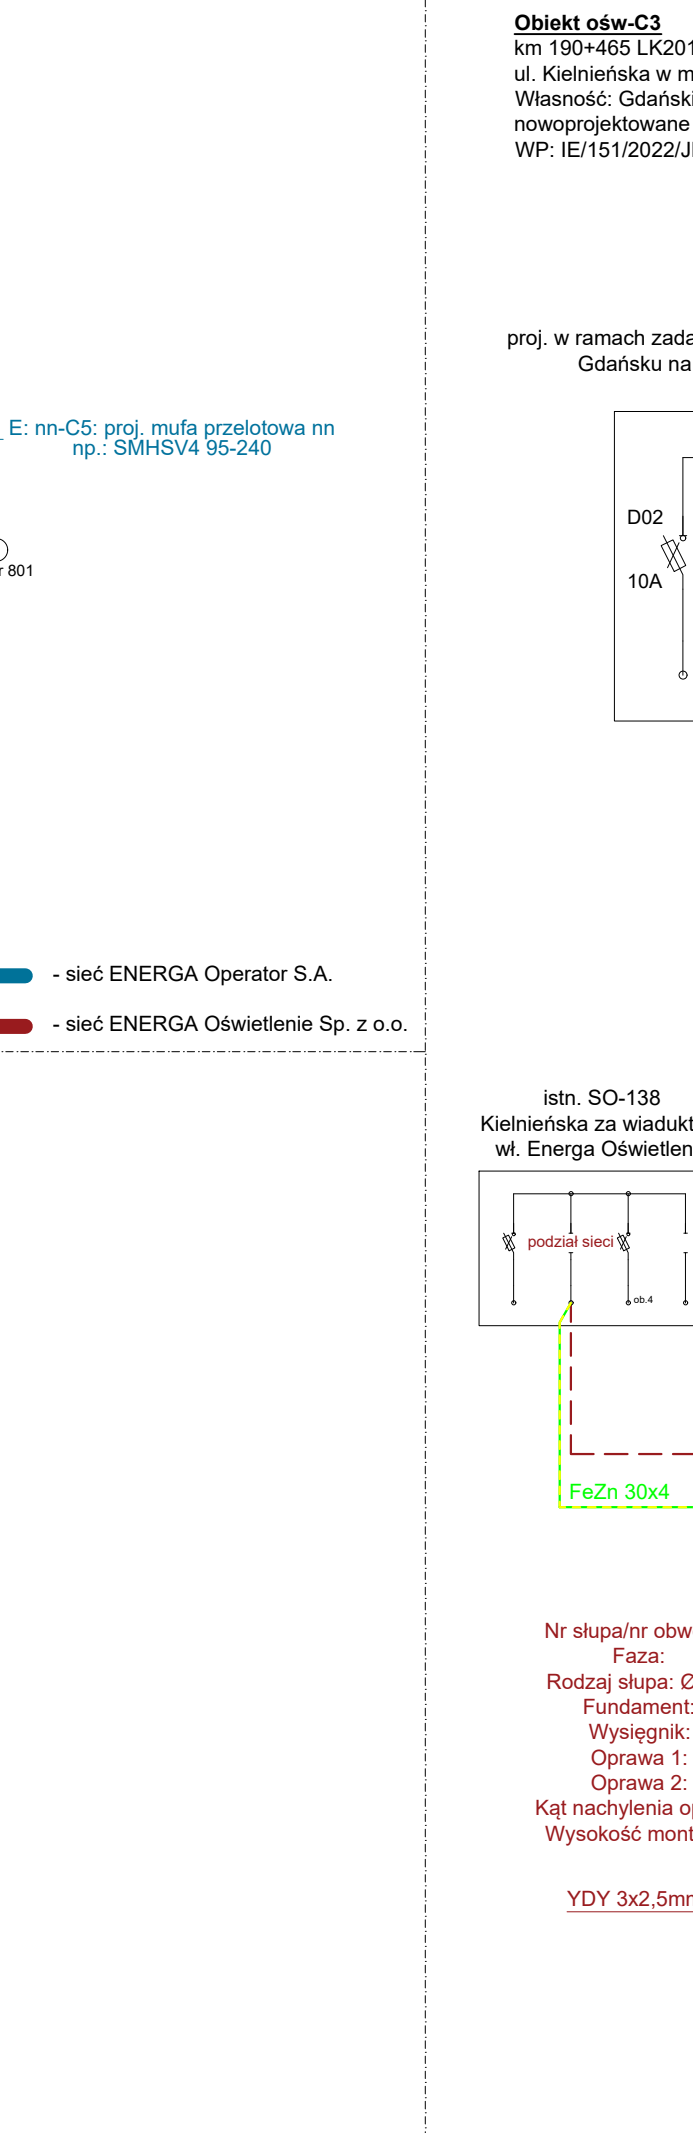 Obiekt ośw-C3
km 190+465 LK201
ul. Kielnieńska w m
Własność: Gdański
nowoprojektowane
WP: IE/151/2022/J
proj. w ramach zada
Gdańsku na
E: nn-C5: proj. mufa przelotowa nn
np.: SMHSV4 95-240
D02
10A
r 801
- sieć ENERGA Operator S.A.
- sieć ENERGA Oświetlenie Sp. z o.o.
istn. SO-138
Kielnieńska za wiadukt
wł. Energa Oświetlen
podział sieci
ob.4
FeZn 30x4
Nr słupa/nr obw
Faza:
Rodzaj słupa: Ø
Fundament:
Wysięgnik:
Oprawa 1:
Oprawa 2:
Kąt nachylenia op
Wysokość mont
YDY 3x2,5mm